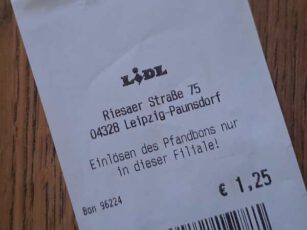 LIDL
Riesaer Straße 75
04328 Leipzig-Paunsdorf
Einlösen des Pfandbons nur
in dieser Filiale!
€ 1,25
Bon 96224